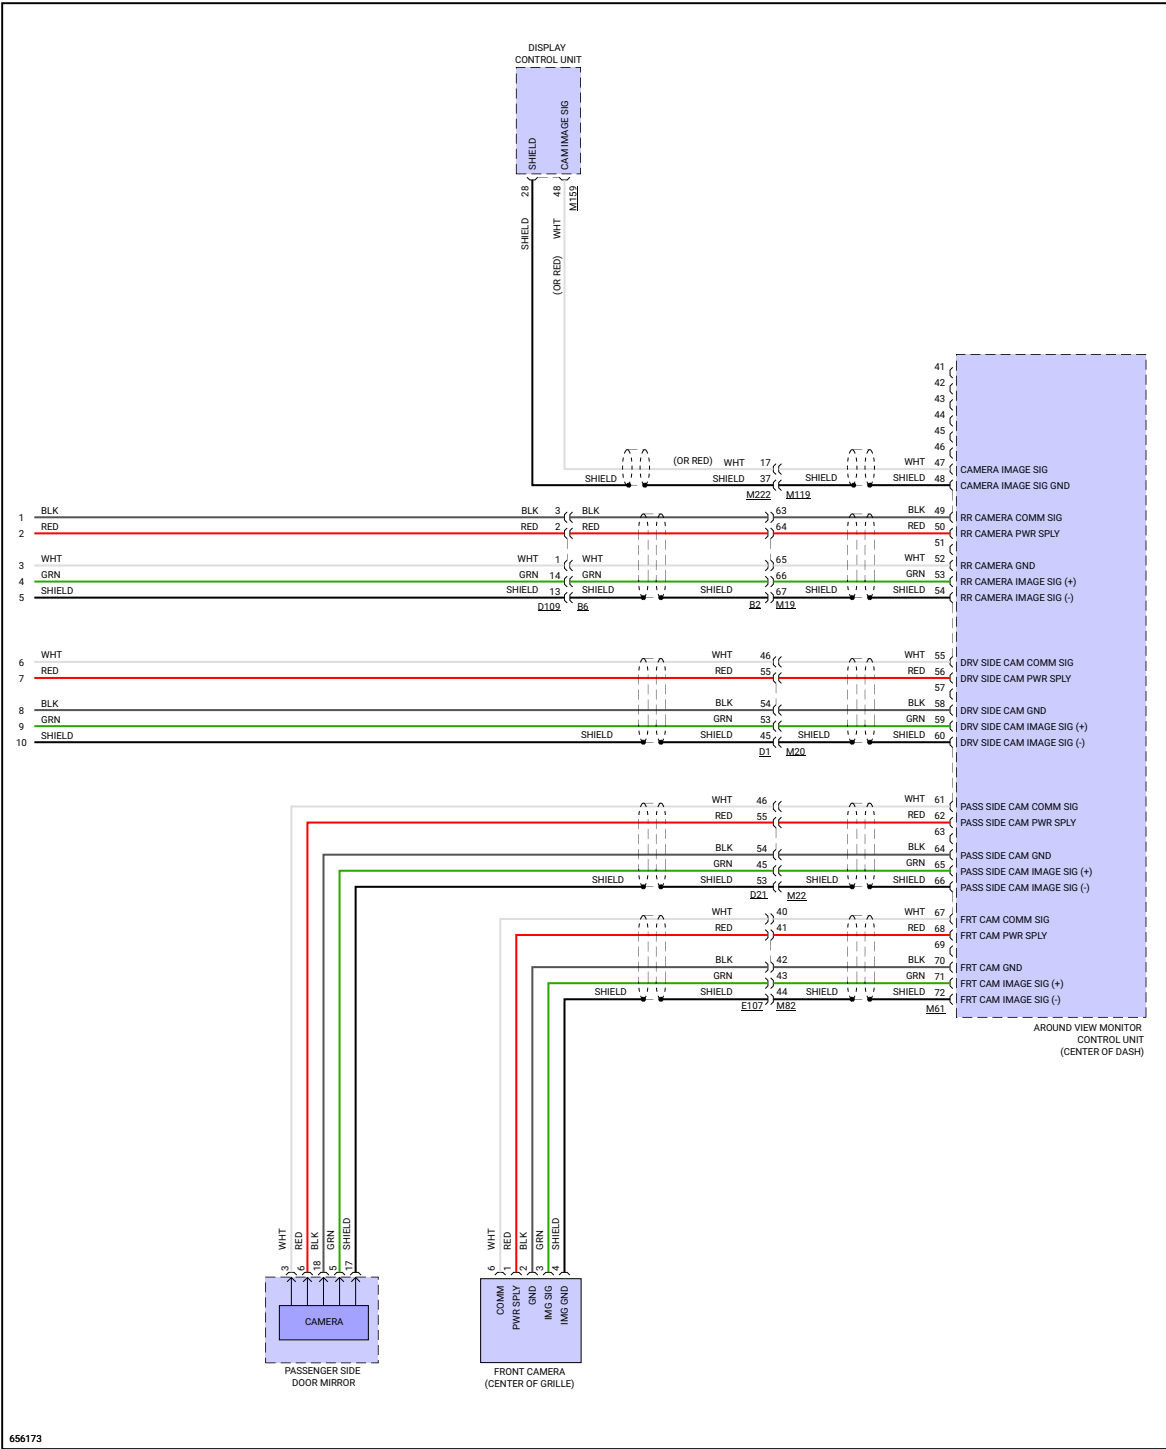 DISPLAY
CONTROL UNIT
SHIELD
CAM IMAGE SIG
28
48
M159
SHIELD
WHT
(OR RED)
41
42
43
44
45
46
(OR RED) WHT 17 WHT 47 CAMERA IMAGE SIG
SHIELD SHIELD 37 SHIELD SHIELD 48 CAMERA IMAGE SIG GND
M222 M119
1 BLK BLK 3 BLK 63 BLK 49 RR CAMERA COMM SIG
2 RED RED 2 RED 64 RED 50 RR CAMERA PWR SPLY
51
3 WHT WHT 1 WHT 65 WHT 52 RR CAMERA GND
4 GRN GRN 14 GRN 66 GRN 53 RR CAMERA IMAGE SIG (+)
5 SHIELD SHIELD 13 SHIELD SHIELD 67 SHIELD SHIELD 54 RR CAMERA IMAGE SIG (-)
D109 B6 B2 M19
6 WHT WHT 46 WHT 55 DRV SIDE CAM COMM SIG
7 RED RED 55 RED 56 DRV SIDE CAM PWR SPLY
57
8 BLK BLK 54 BLK 58 DRV SIDE CAM GND
9 GRN GRN 53 GRN 59 DRV SIDE CAM IMAGE SIG (+)
10 SHIELD SHIELD SHIELD 45 SHIELD SHIELD 60 DRV SIDE CAM IMAGE SIG (-)
D1 M20
WHT 46 WHT 61 PASS SIDE CAM COMM SIG
RED 55 RED 62 PASS SIDE CAM PWR SPLY
63
BLK 54 BLK 64 PASS SIDE CAM GND
GRN 45 GRN 65 PASS SIDE CAM IMAGE SIG (+)
SHIELD SHIELD 53 SHIELD SHIELD 66 PASS SIDE CAM IMAGE SIG (-)
D21 M22
WHT 40 WHT 67 FRT CAM COMM SIG
RED 41 RED 68 FRT CAM PWR SPLY
69
BLK 42 BLK 70 FRT CAM GND
GRN 43 GRN 71 FRT CAM IMAGE SIG (+)
SHIELD SHIELD 44 SHIELD SHIELD 72 FRT CAM IMAGE SIG (-)
E107 M82 M61
AROUND VIEW MONITOR
CONTROL UNIT
(CENTER OF DASH)
WHT
RED
BLK
GRN
SHIELD
3
6
18
5
17
CAMERA
PASSENGER SIDE
DOOR MIRROR
WHT
RED
BLK
GRN
SHIELD
6
1
2
3
4
COMM
PWR SPLY
GND
IMG SIG
IMG GND
FRONT CAMERA
(CENTER OF GRILLE)
656173